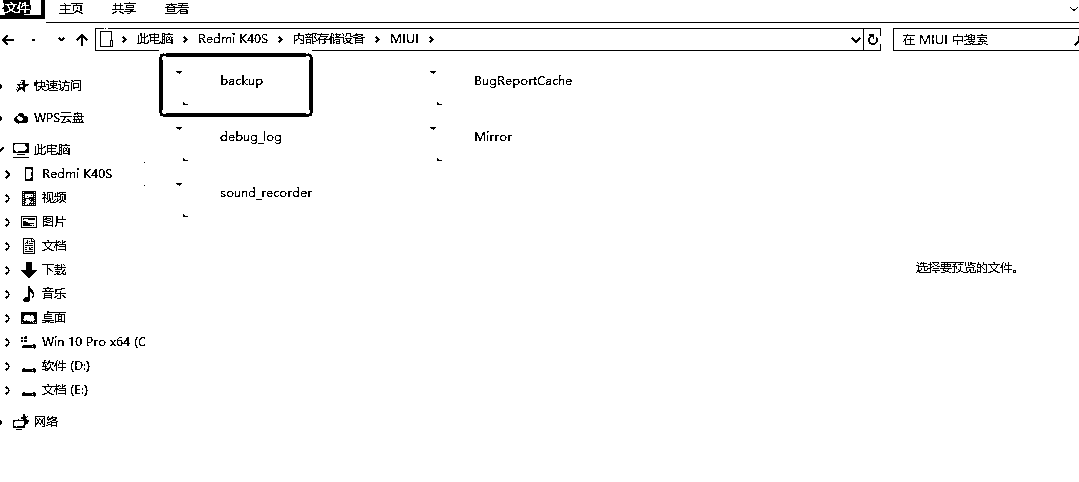 文件 主页 共享 查看
此电脑 Redmi K40S 内部存储设备 MIUI 在 MIUI 中搜索
backup BugReportCache
debug_log Mirror
sound_recorder
快速访问
WPS云盘
此电脑
Redmi K40S
视频
图片
文档
下载
音乐
桌面
Win 10 Pro x64 (C
软件 (D:)
文档 (E:)
网络
选择要预览的文件。